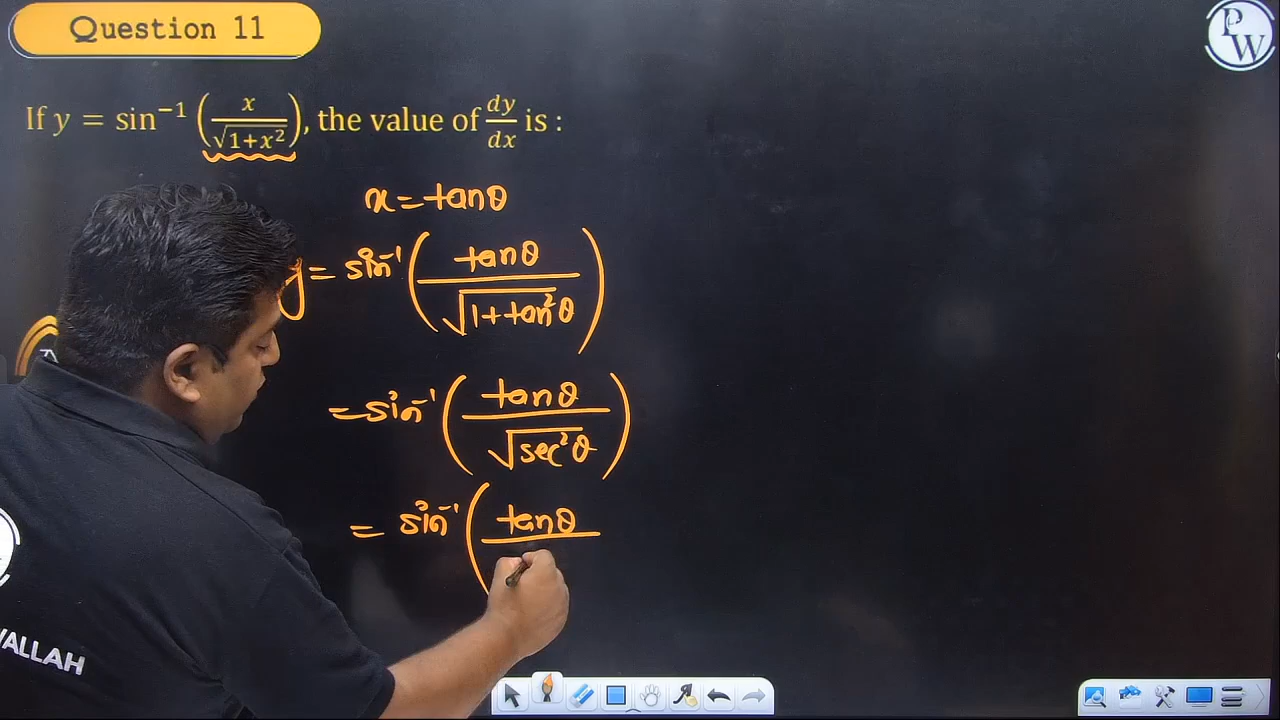 Question 11
PW
If y = sin⁻¹ (x/√(1+x²)), the value of dy/dx is :
x = tanθ
y = sin⁻¹ (tanθ/√(1+tan²θ))
= sin⁻¹ (tanθ/√(sec²θ))
= sin⁻¹ (tanθ